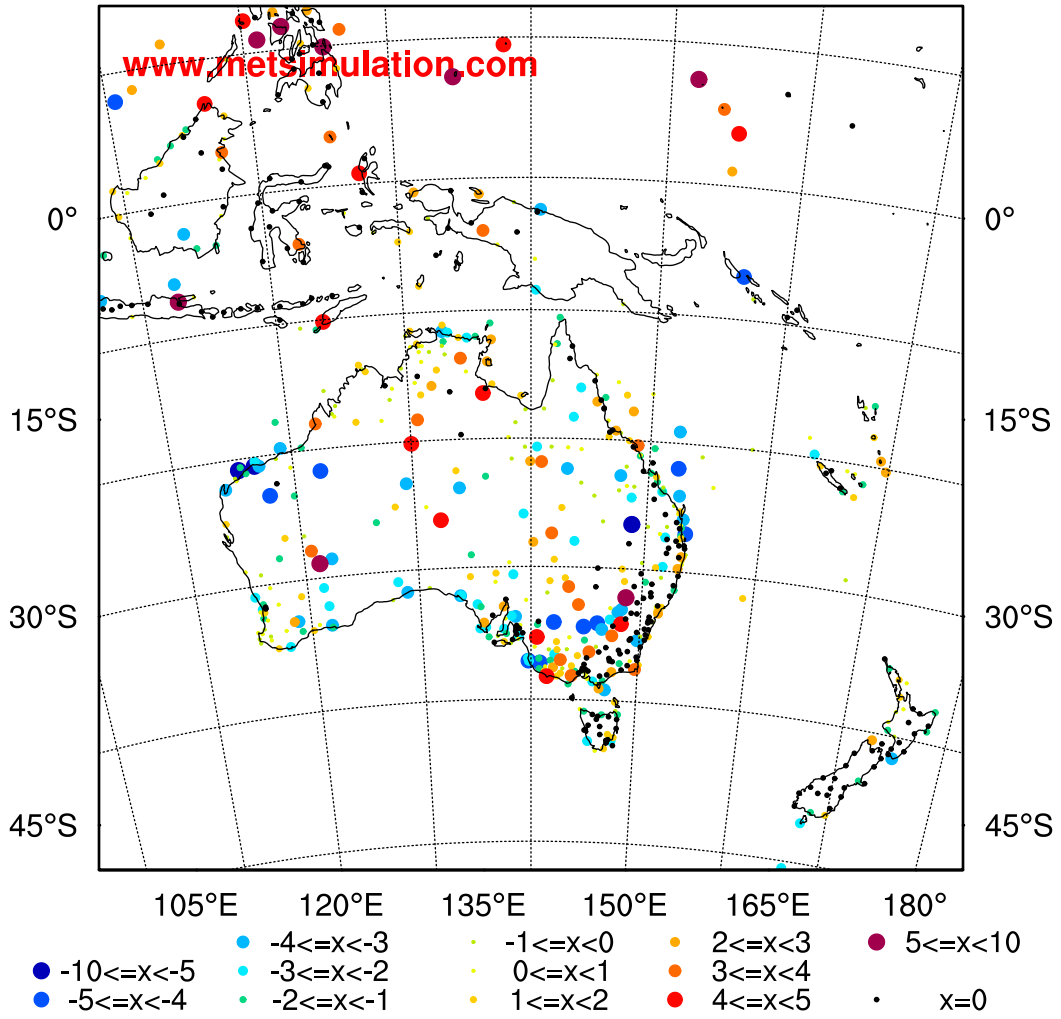 www.metsimulation.com
0° 0°
15°S 15°S
30°S 30°S
45°S 45°S
105°E 120°E 135°E 150°E 165°E 180°
-4<=x<-3 -1<=x<0 2<=x<3 5<=x<10
-10<=x<-5 -3<=x<-2 0<=x<1 3<=x<4
-5<=x<-4 -2<=x<-1 1<=x<2 4<=x<5 x=0